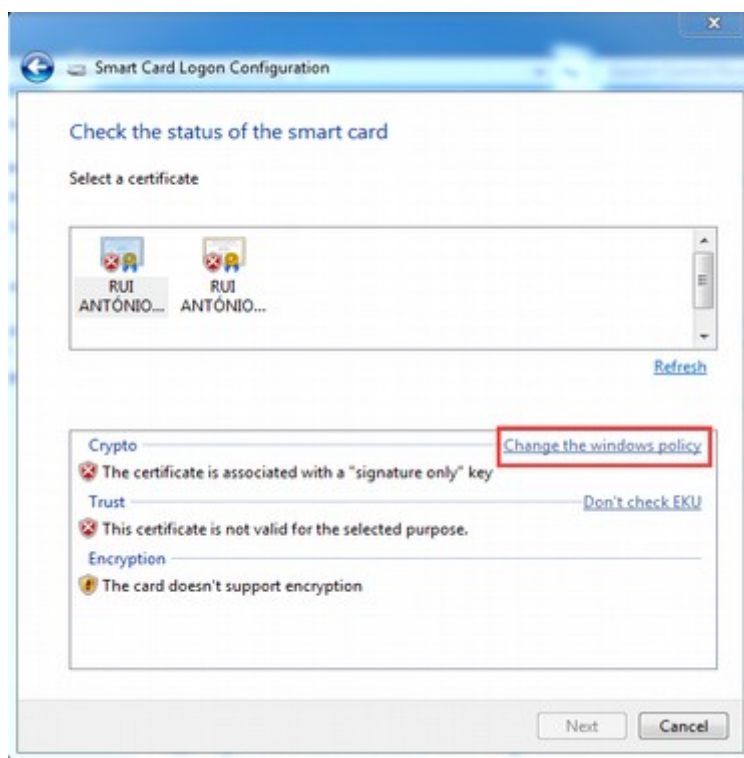 Smart Card Logon Configuration
Check the status of the smart card
Select a certificate
RUI
ANTÓNIO...
RUI
ANTÓNIO...
Refresh
Crypto
Change the windows policy
The certificate is associated with a "signature only" key
Trust
Don't check EKU
This certificate is not valid for the selected purpose.
Encryption
The card doesn't support encryption
Next
Cancel